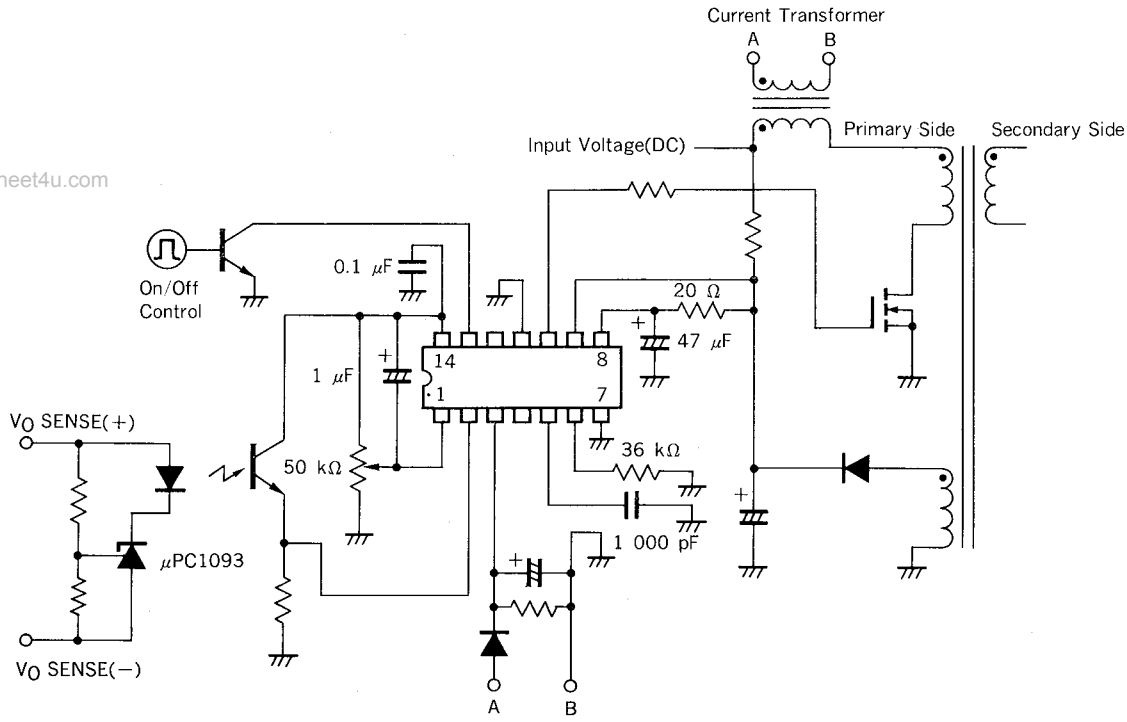 Current Transformer
A B
Input Voltage(DC)
Primary Side Secondary Side
heet4u.com
0.1 μF
On/Off
Control
20 Ω
+
47 μF
+
1 μF
14 8
1 7
VO SENSE(+)
50 kΩ
36 kΩ
+
1 000 pF
μPC1093
+
VO SENSE(−)
A B